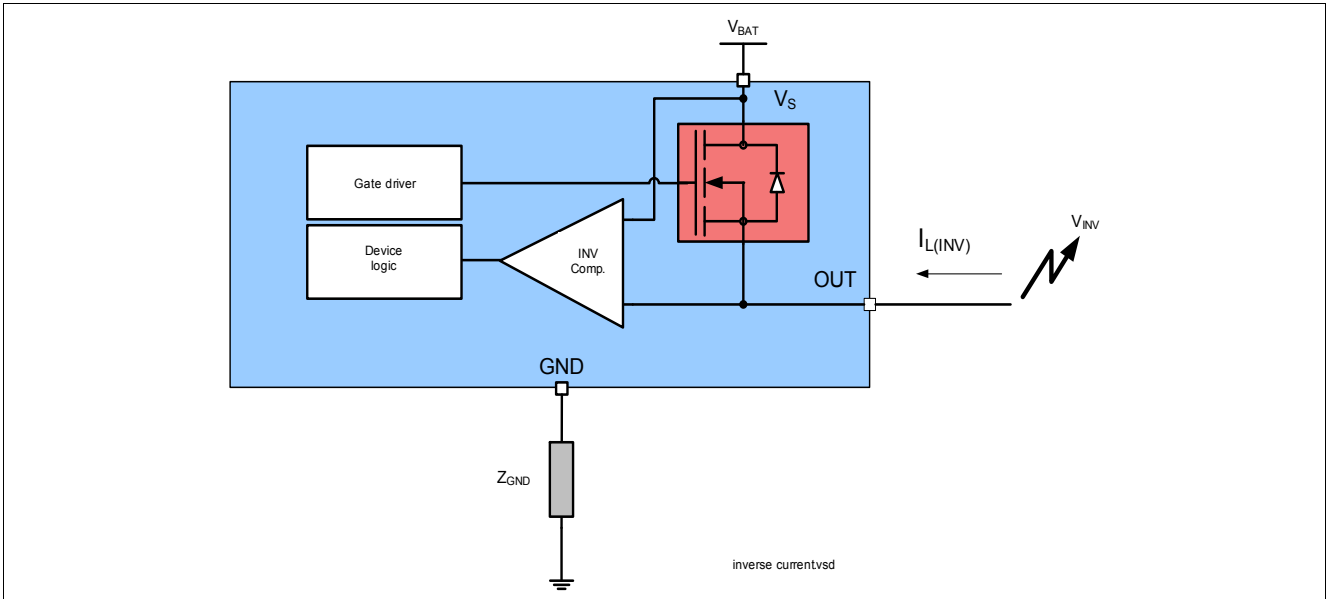 VBAT
VS
Gate driver
Device
logic
INV
Comp.
IL(INV)
VINV
OUT
GND
ZGND
inverse current.vsd